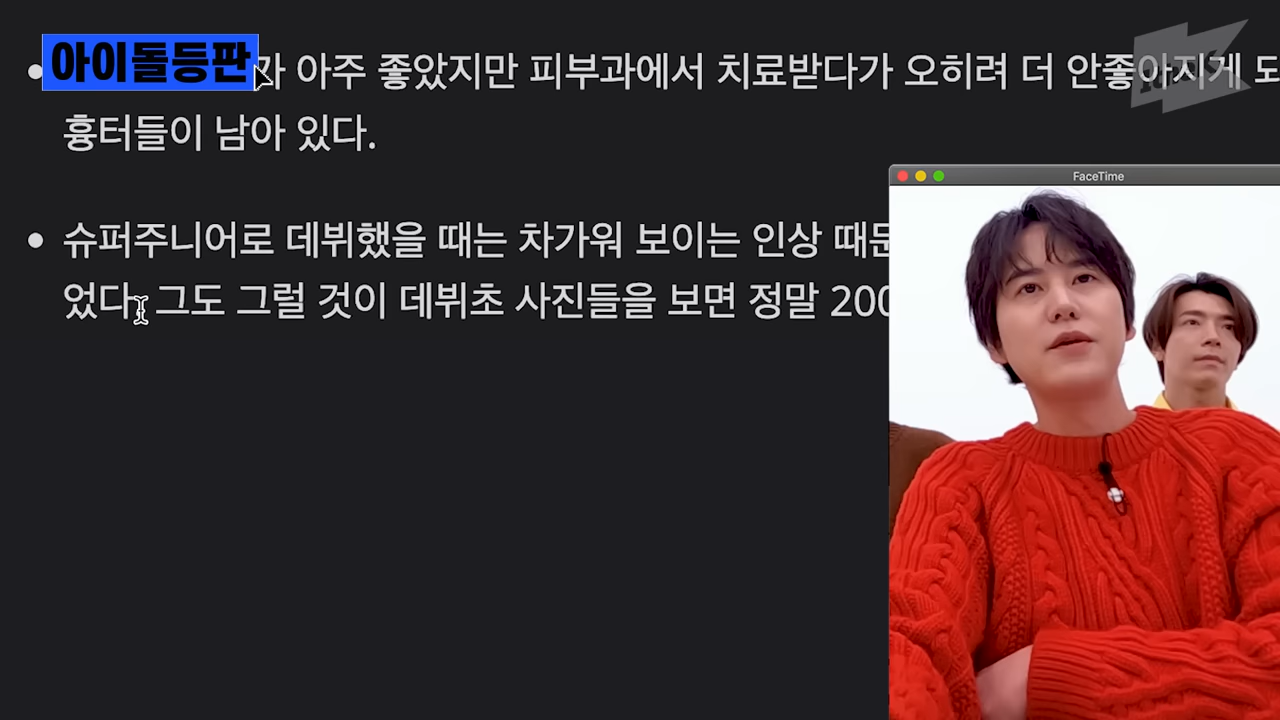 아이돌등판
가 아주 좋았지만 피부과에서 치료받다가 오히려 더 안좋아지게 되
흉터들이 남아 있다.
FaceTime
슈퍼주니어로 데뷔했을 때는 차가워 보이는 인상 때문
었다. 그도 그럴 것이 데뷔초 사진들을 보면 정말 200